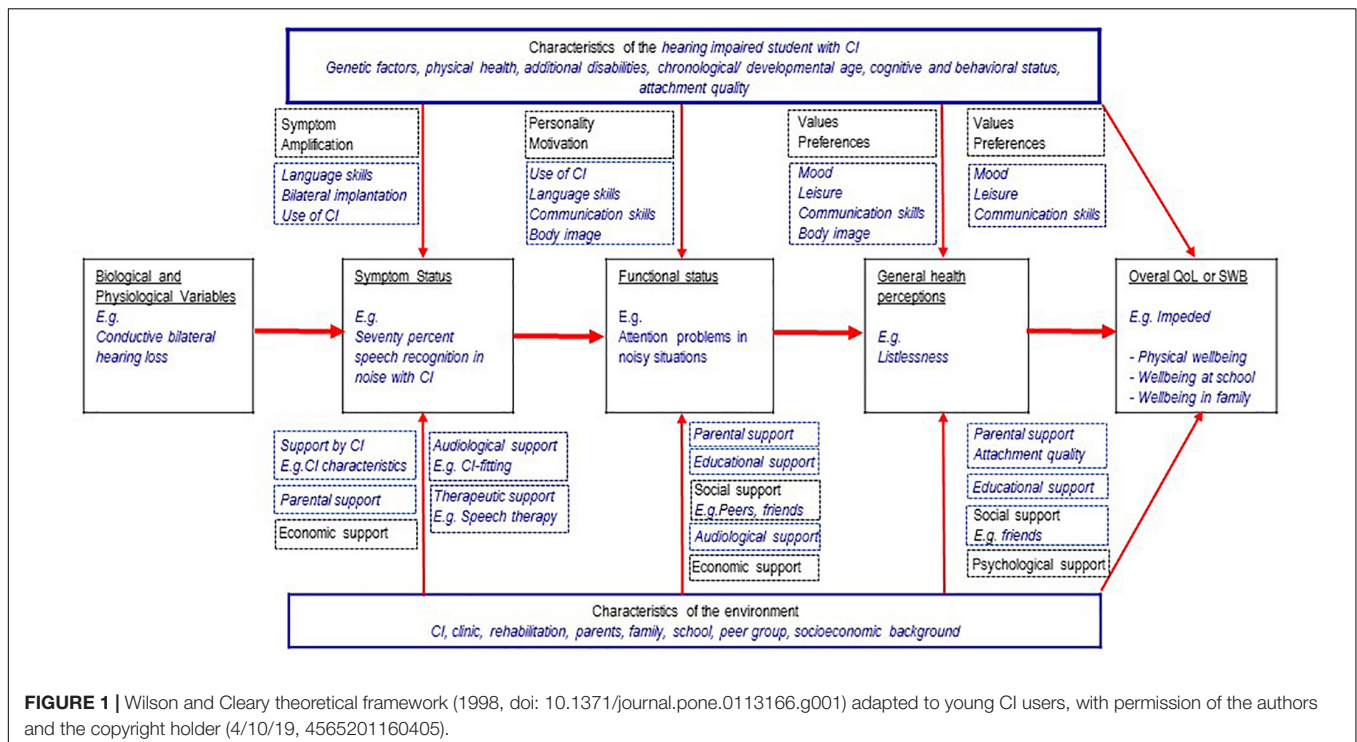 Characteristics of the hearing impaired student with CI
Genetic factors, physical health, additional disabilities, chronological/ developmental age, cognitive and behavioral status,
attachment quality
Symptom
Amplification
Language skills
Bilateral implantation
Use of CI
Personality
Motivation
Use of CI
Language skills
Communication skills
Body image
Values
Preferences
Mood
Leisure
Communication skills
Body image
Values
Preferences
Mood
Leisure
Communication skills
Biological and
Physiological Variables
E.g.
Conductive bilateral
hearing loss
Symptom Status
E.g.
Seventy percent
speech recognition in
noise with CI
Functional status
E.g.
Attention problems in
noisy situations
General health
perceptions
E.g.
Listlessness
Overal QoL or SWB
E.g. Impeded
- Physical wellbeing
- Wellbeing at school
- Wellbeing in family
Support by CI
E.g.CI characteristics
Parental support
Economic support
Audiological support
E.g. CI-fitting
Therapeutic support
E.g. Speech therapy
Parental support
Educational support
Social support
E.g.Peers, friends
Audiological support
Economic support
Parental support
Attachment quality
Educational support
Social support
E.g. friends
Psychological support
Characteristics of the environment
CI, clinic, rehabilitation, parents, family, school, peer group, socioeconomic background
FIGURE 1 | Wilson and Cleary theoretical framework (1998, doi: 10.1371/journal.pone.0113166.g001) adapted to young CI users, with permission of the authors
and the copyright holder (4/10/19, 4565201160405).